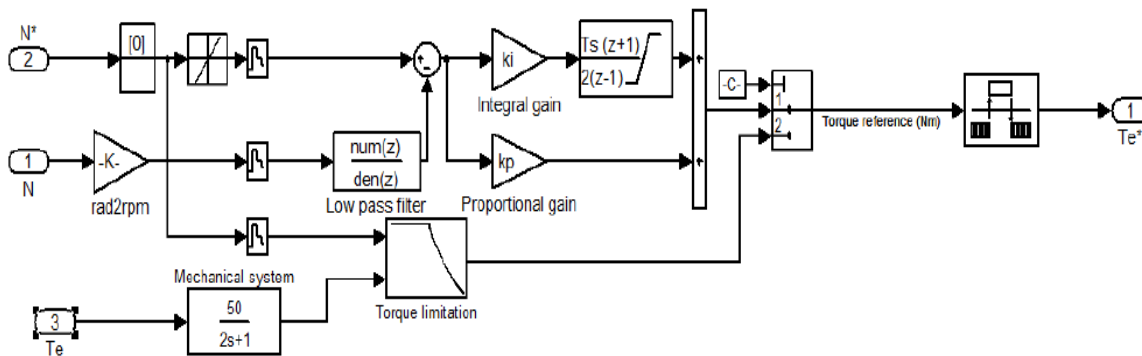 N*
2
[0]
ki
Integral gain
Ts (z+1)
2(z-1)
-C-
1
2
Torque reference (Nm)
1
Te*
1
N
-K-
rad2rpm
num(z)
den(z)
Low pass filter
kp
Proportional gain
Mechanical system
Torque limitation
3
Te
50
2s+1